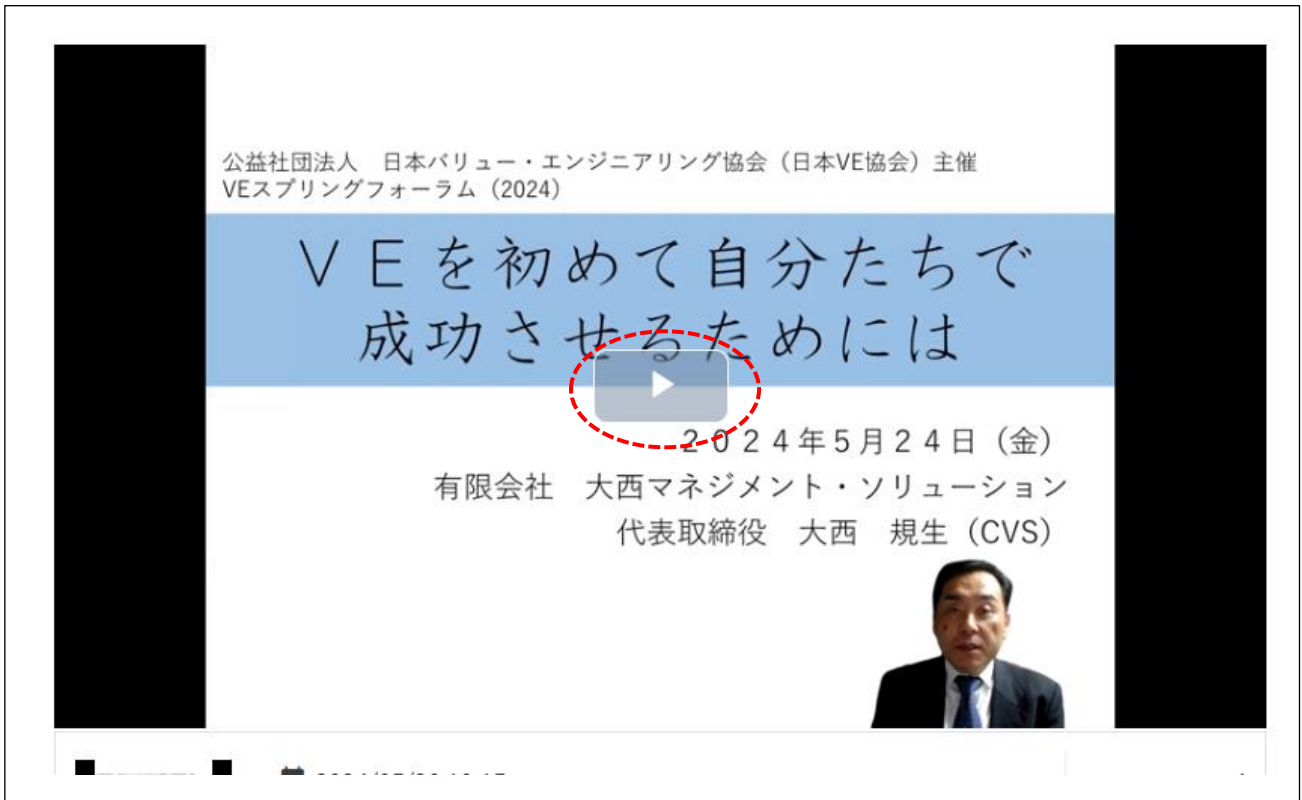 公益社団法人　日本バリュー・エンジニアリング協会（日本VE協会）主催
VEスプリングフォーラム（2024）
ＶＥを初めて自分たちで
成功させるためには
２０２４年５月２４日（金）
有限会社　大西マネジメント・ソリューション
代表取締役　大西　規生（CVS）